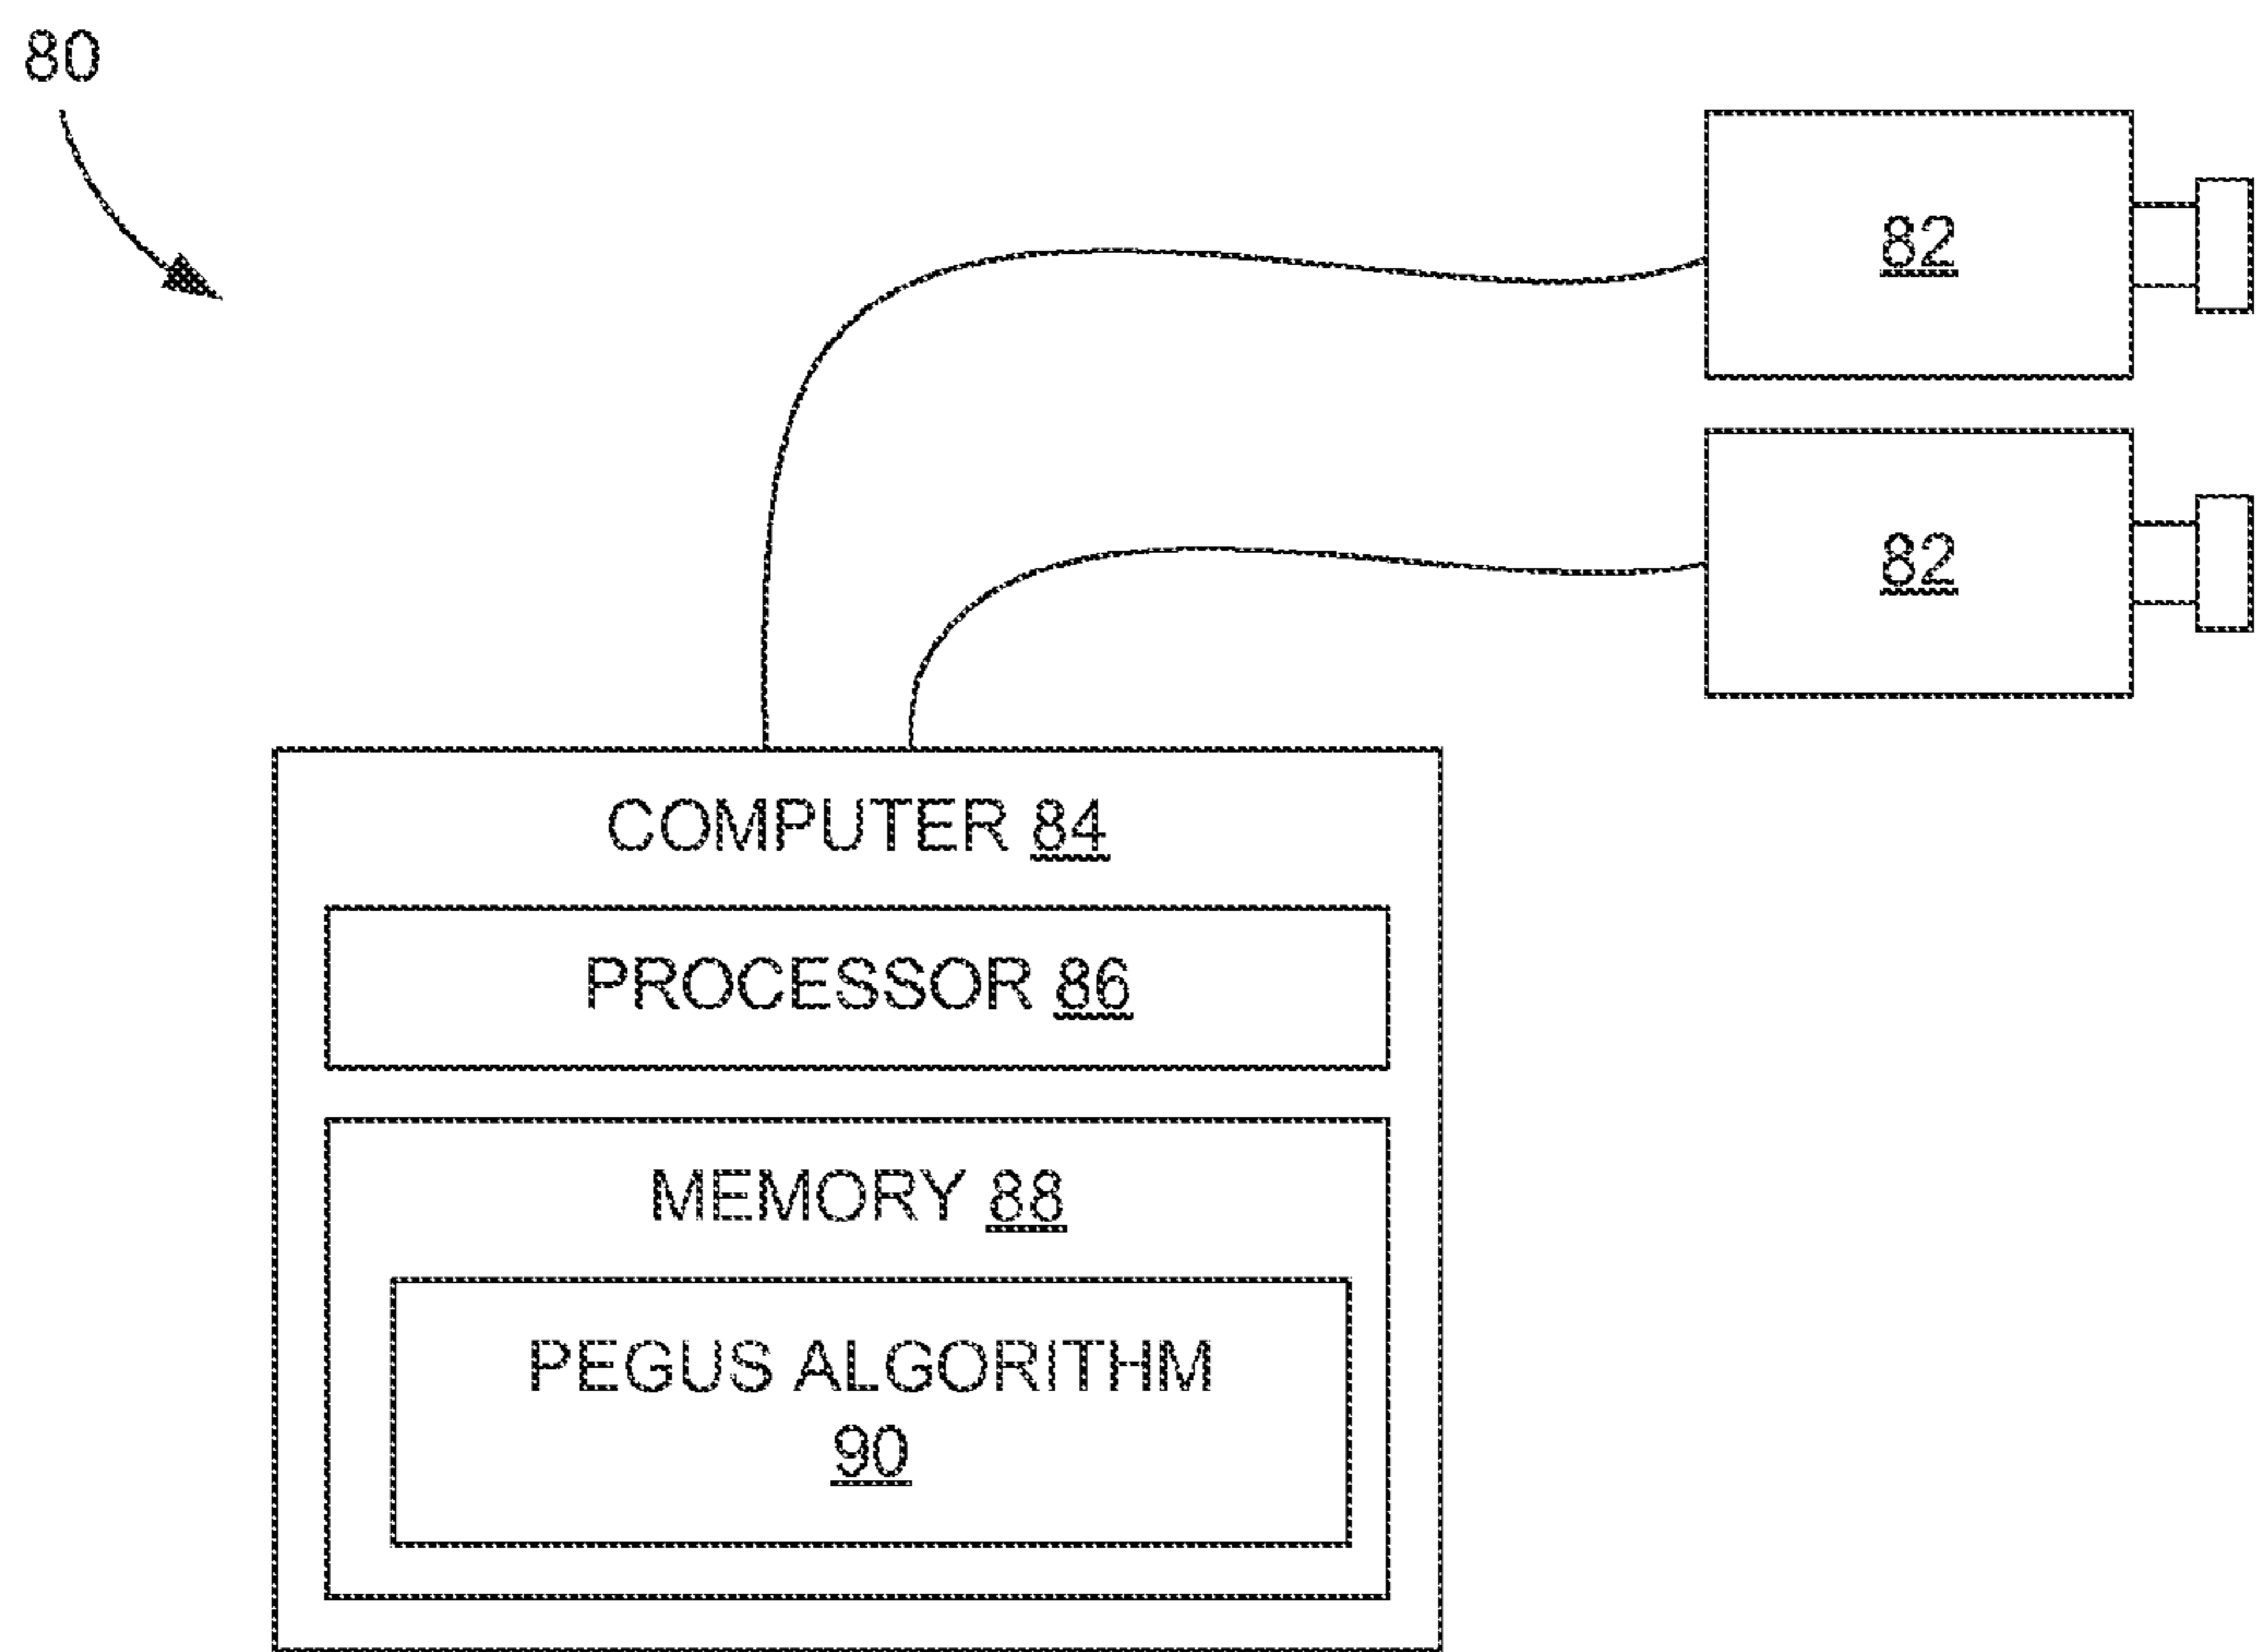 80
82
82
COMPUTER 84
PROCESSOR 86
MEMORY 88
PEGUS ALGORITHM
90